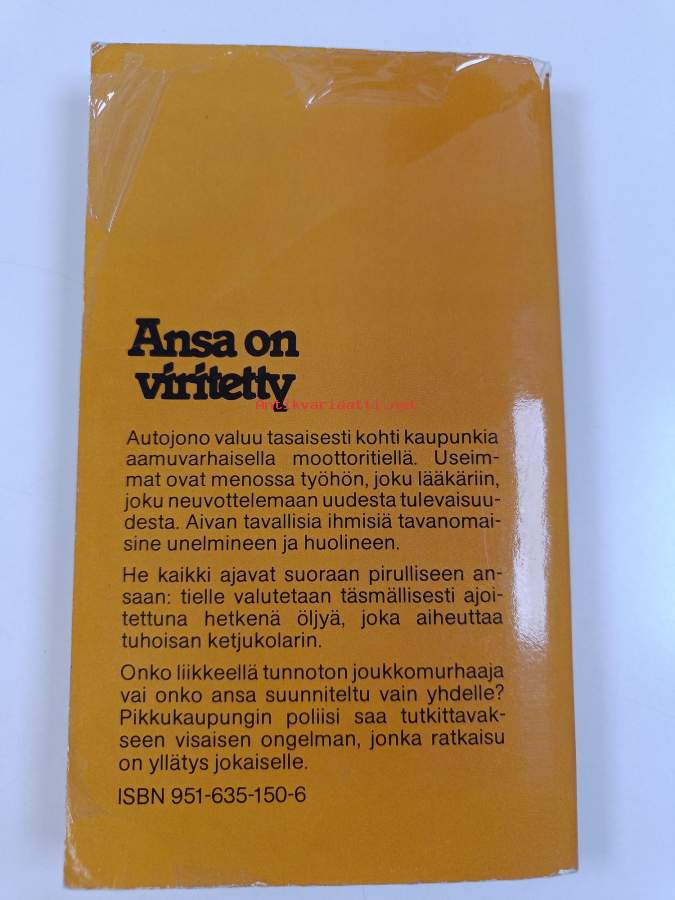 Ansa on
viritetty
Antikvariaatti.net
Autojono valuu tasaisesti kohti kaupunkia
aamuvarhaisella moottoritiellä. Useim-
mat ovat menossa työhön, joku lääkäriin,
joku neuvottelemaan uudesta tulevaisuu-
desta. Aivan tavallisia ihmisiä tavanomai-
sine unelmineen ja huolineen.
He kaikki ajavat suoraan pirulliseen an-
saan: tielle valutetaan täsmällisesti ajoi-
tettuna hetkenä öljyä, joka aiheuttaa
tuhoisan ketjukolarin.
Onko liikkeellä tunnoton joukkomurhaaja
vai onko ansa suunniteltu vain yhdelle?
Pikkukaupungin poliisi saa tutkittavak-
seen visaisen ongelman, jonka ratkaisu
on yllätys jokaiselle.
ISBN 951-635-150-6